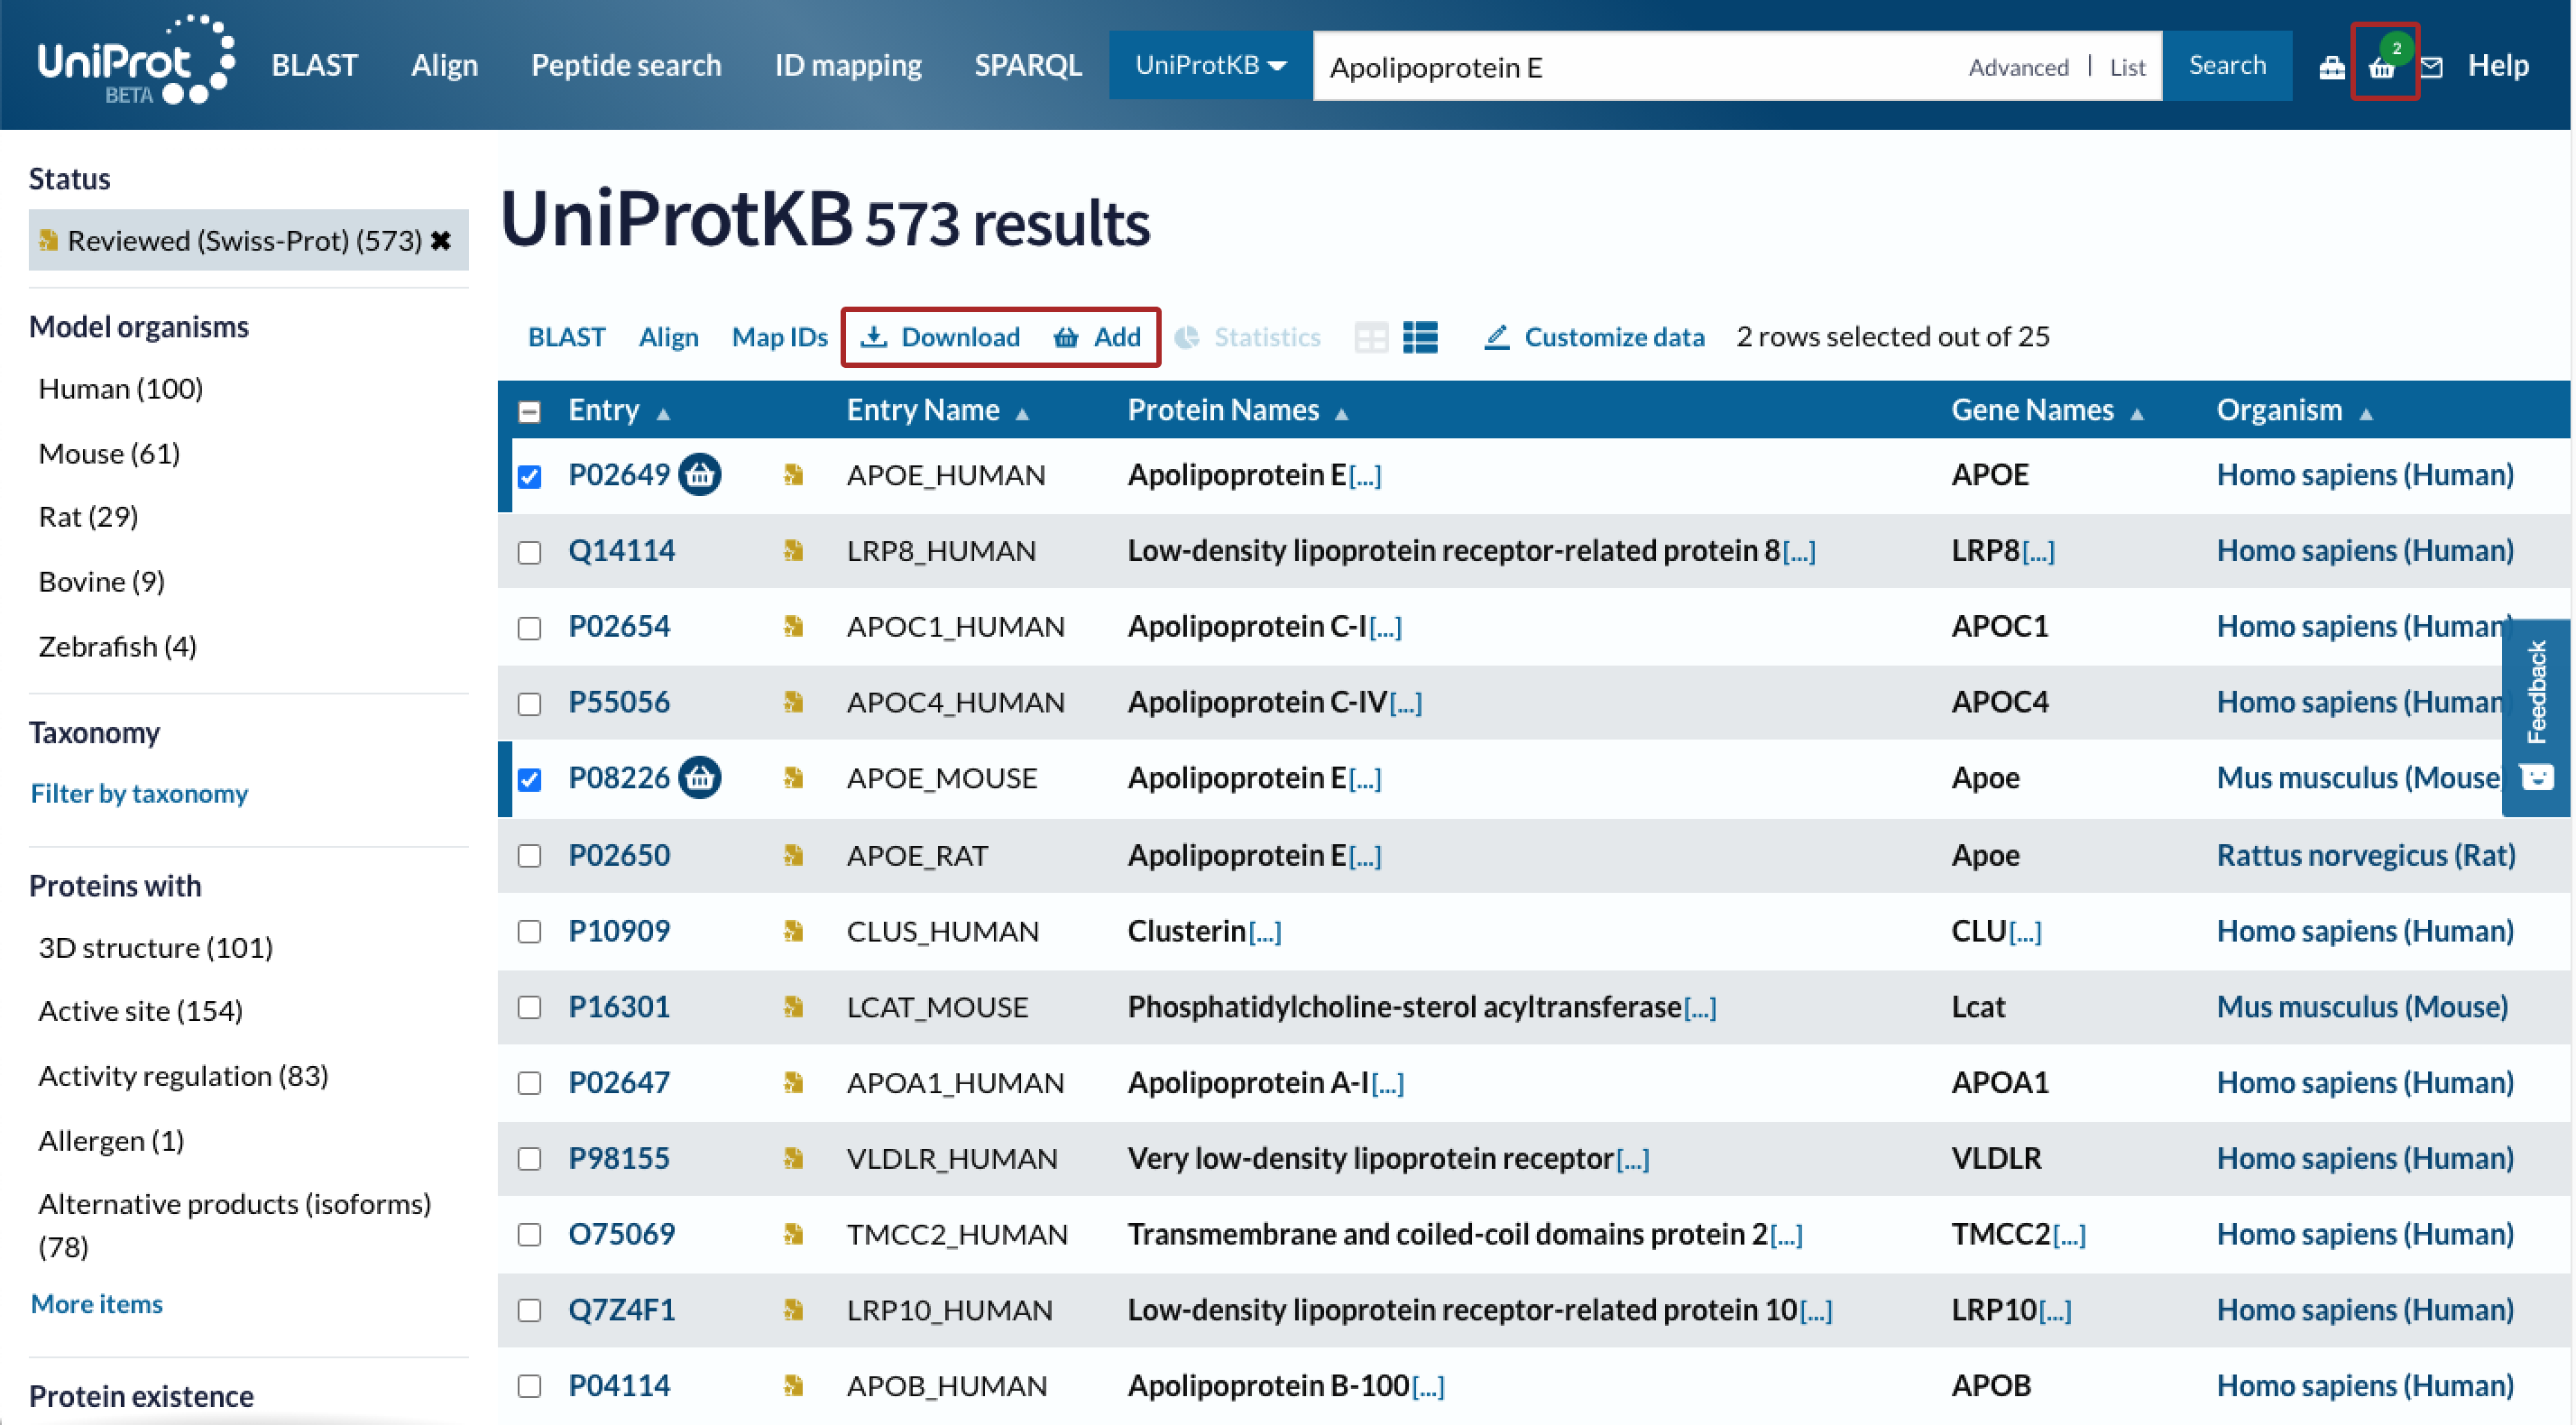 UniProt BETA BLAST Align Peptide search ID mapping SPARQL UniProtKB Apolipoprotein E Advanced | List Search 2 Help
Status
Reviewed (Swiss-Prot) (573) ✖
Model organisms
Human (100)
Mouse (61)
Rat (29)
Bovine (9)
Zebrafish (4)
Taxonomy
Filter by taxonomy
Proteins with
3D structure (101)
Active site (154)
Activity regulation (83)
Allergen (1)
Alternative products (isoforms)
(78)
More items
Protein existence
UniProtKB 573 results
BLAST Align Map IDs Download Add Statistics Customize data 2 rows selected out of 25
Entry ▲ Entry Name ▲ Protein Names ▲ Gene Names ▲ Organism ▲
P02649 APOE_HUMAN Apolipoprotein E[...] APOE Homo sapiens (Human)
Q14114 LRP8_HUMAN Low-density lipoprotein receptor-related protein 8[...] LRP8[...] Homo sapiens (Human)
P02654 APOC1_HUMAN Apolipoprotein C-I[...] APOC1 Homo sapiens (Human)
P55056 APOC4_HUMAN Apolipoprotein C-IV[...] APOC4 Homo sapiens (Human
P08226 APOE_MOUSE Apolipoprotein E[...] Apoe Mus musculus (Mouse)
P02650 APOE_RAT Apolipoprotein E[...] Apoe Rattus norvegicus (Rat)
P10909 CLUS_HUMAN Clusterin[...] CLU[...] Homo sapiens (Human)
P16301 LCAT_MOUSE Phosphatidylcholine-sterol acyltransferase[...] Lcat Mus musculus (Mouse)
P02647 APOA1_HUMAN Apolipoprotein A-I[...] APOA1 Homo sapiens (Human)
P98155 VLDLR_HUMAN Very low-density lipoprotein receptor[...] VLDLR Homo sapiens (Human)
O75069 TMCC2_HUMAN Transmembrane and coiled-coil domains protein 2[...] TMCC2[...] Homo sapiens (Human)
Q7Z4F1 LRP10_HUMAN Low-density lipoprotein receptor-related protein 10[...] LRP10[...] Homo sapiens (Human)
P04114 APOB_HUMAN Apolipoprotein B-100[...] APOB Homo sapiens (Human)
Feedback